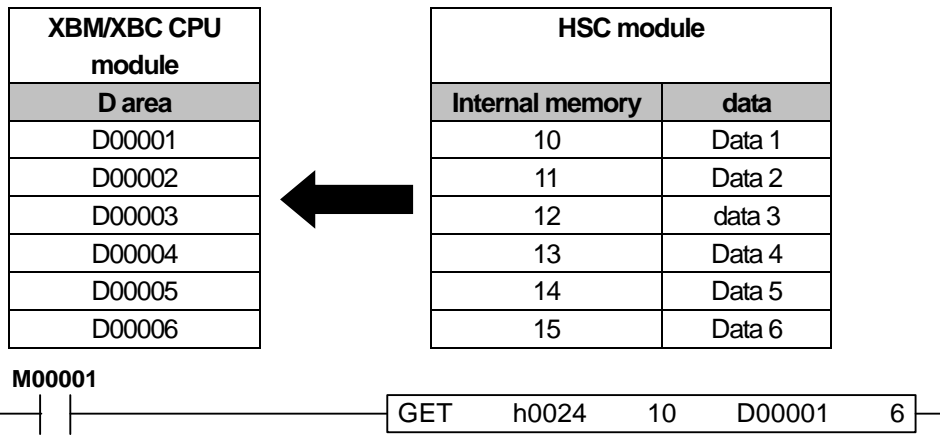 XBM/XBC CPU module HSC module
D area Internal memory data
D00001 10 Data 1
D00002 11 Data 2
D00003 12 data 3
D00004 13 Data 4
D00005 14 Data 5
D00006 15 Data 6
M00001
GET h0024 10 D00001 6